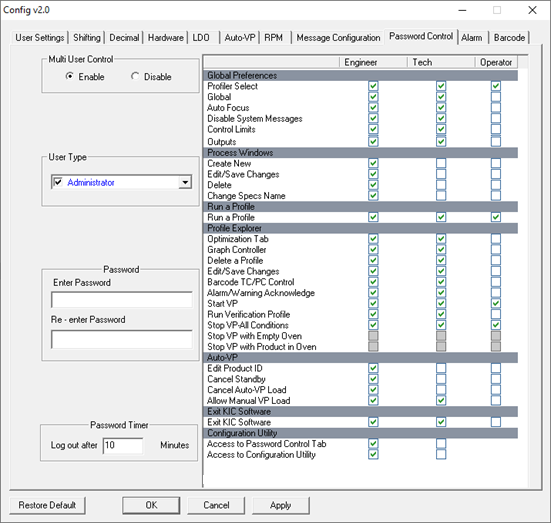 Config v2.0
User Settings Shifting Decimal Hardware LDO Auto-VP RPM Message Configuration Password Control Alarm Barcode
Multi User Control
Enable Disable
User Type
Administrator
Password
Enter Password
Re - enter Password
Password Timer
Log out after 10 Minutes
Engineer Tech Operator
Global Preferences
Profiler Select
Global
Auto Focus
Disable System Messages
Control Limits
Outputs
Process Windows
Create New
Edit/Save Changes
Delete
Change Specs Name
Run a Profile
Run a Profile
Profile Explorer
Optimization Tab
Graph Controller
Delete a Profile
Edit/Save Changes
Barcode TC/PC Control
Alarm/Warning Acknowledge
Start VP
Run Verification Profile
Stop VP-All Conditions
Stop VP with Empty Oven
Stop VP with Product in Oven
Auto-VP
Edit Product ID
Cancel Standby
Cancel Auto-VP Load
Allow Manual VP Load
Exit KIC Software
Exit KIC Software
Configuration Utility
Access to Password Control Tab
Access to Configuration Utility
Restore Default OK Cancel Apply